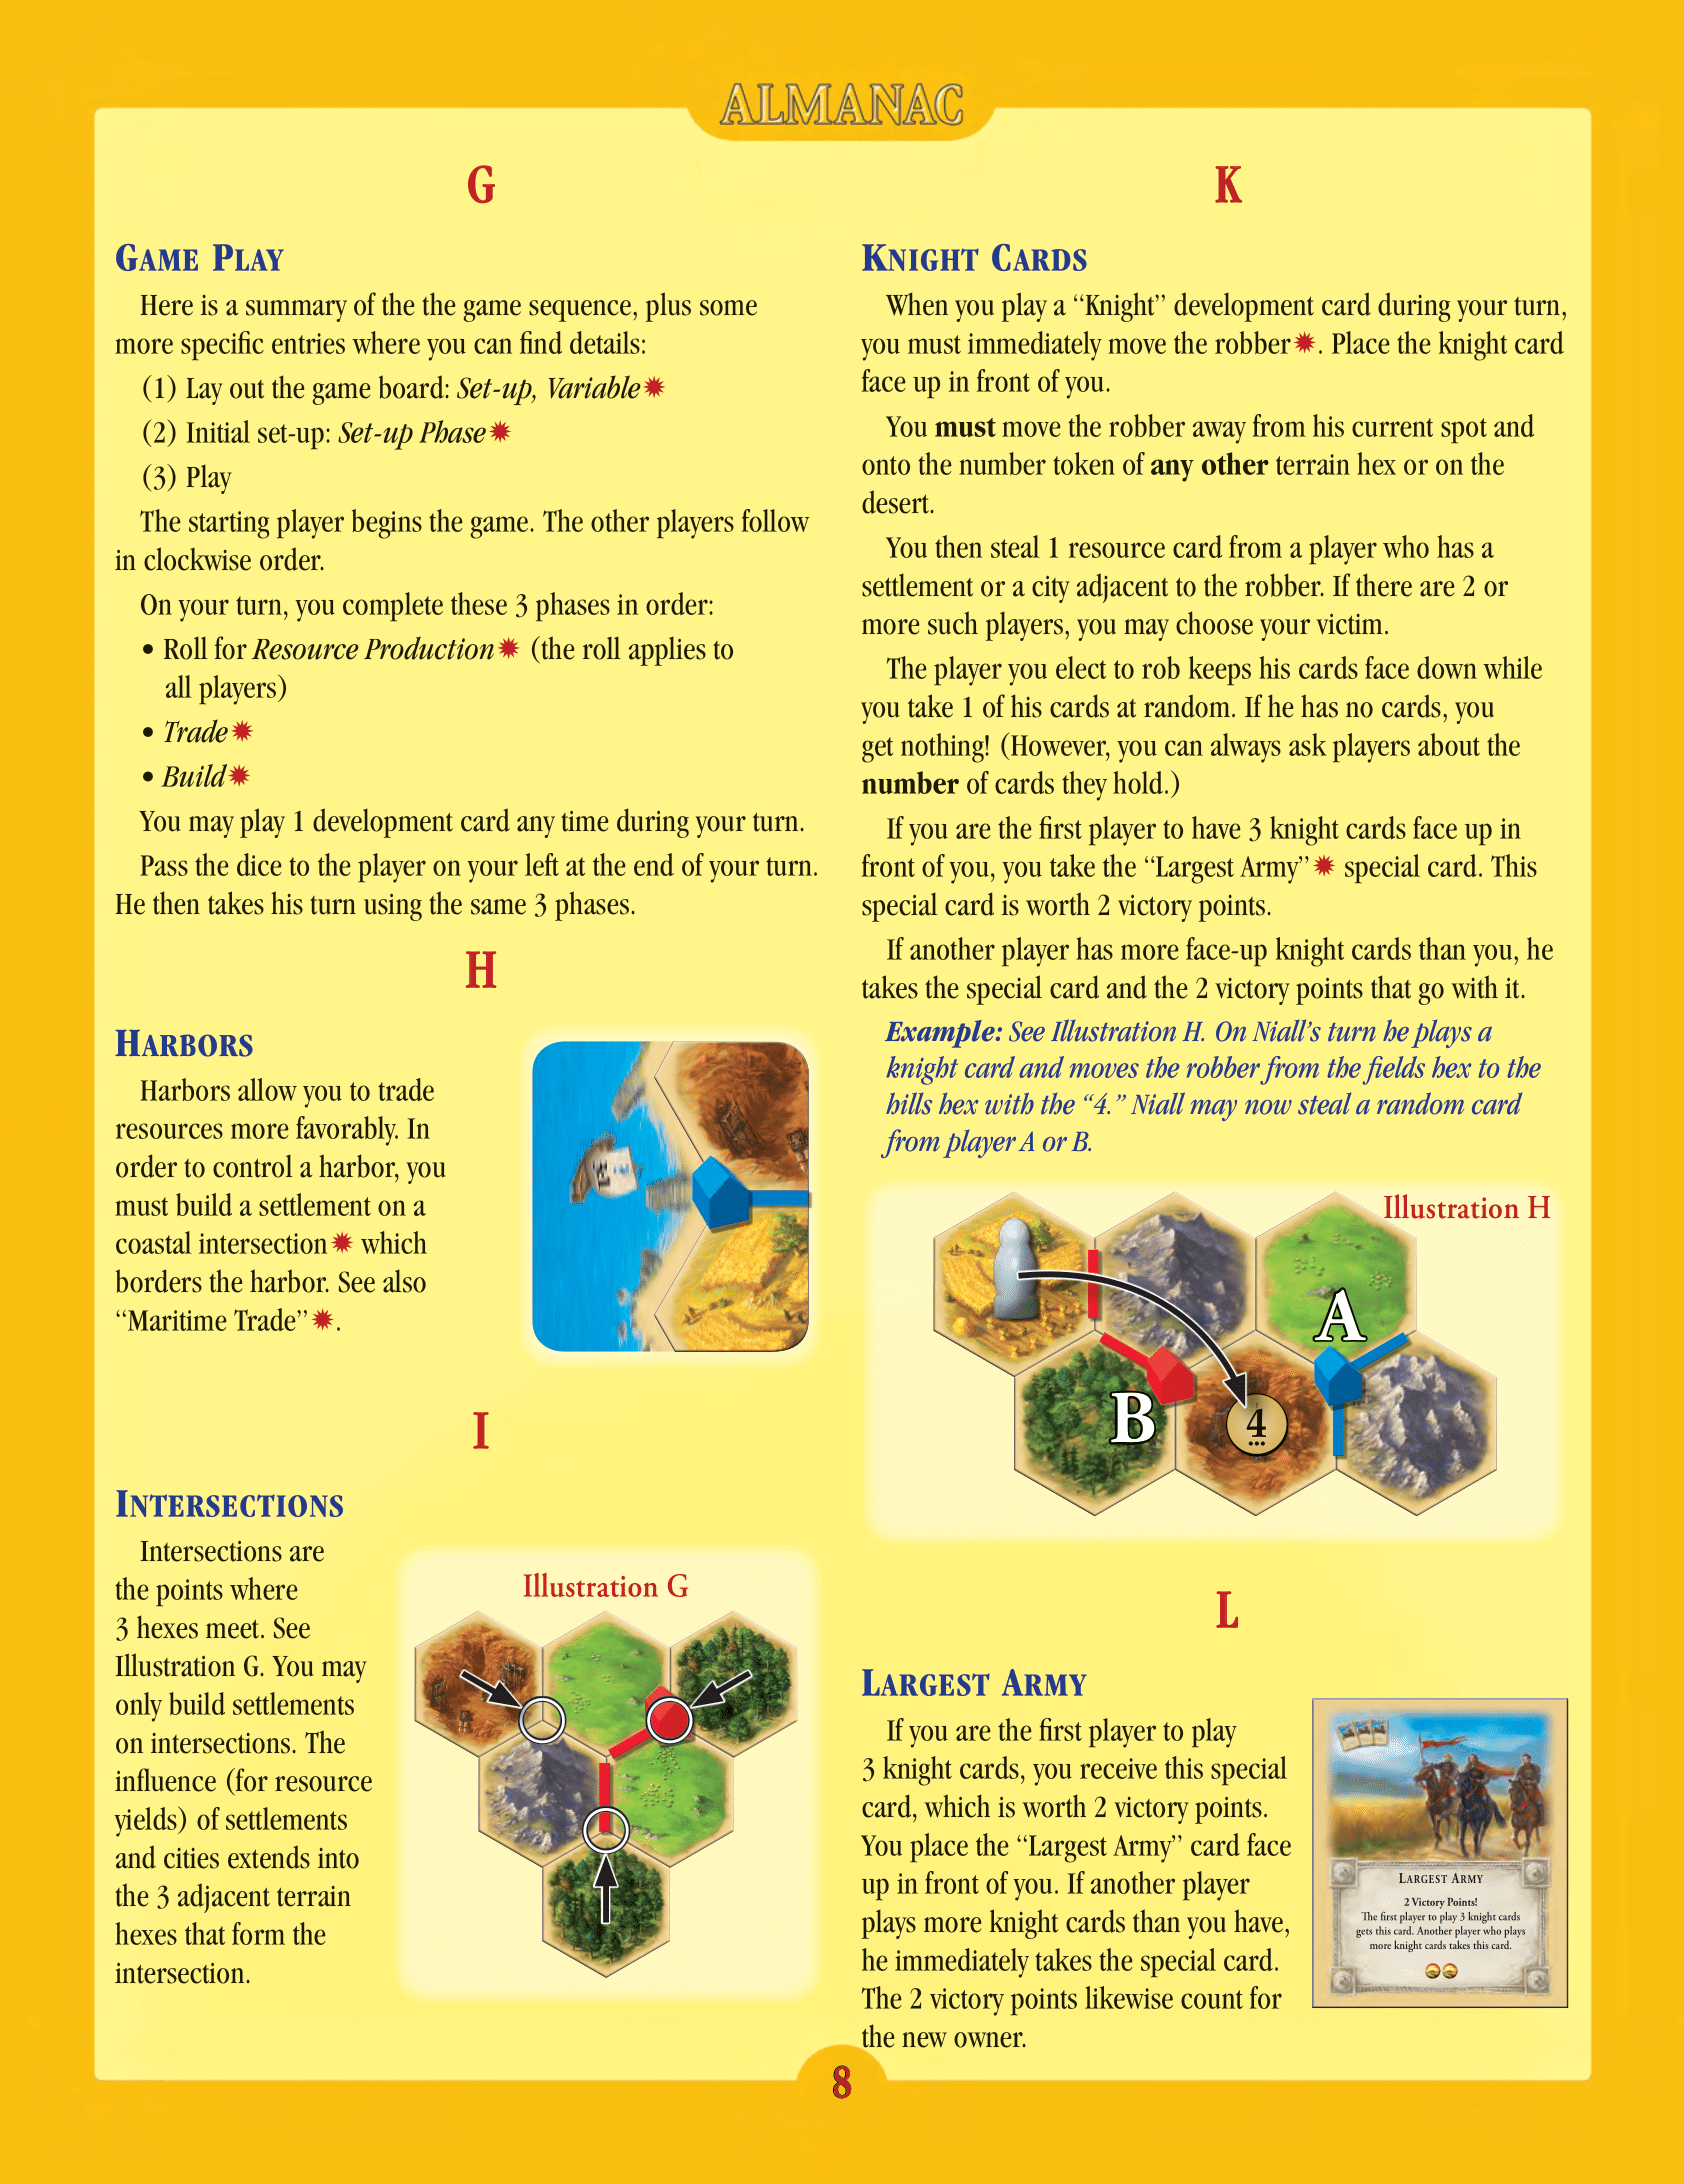 ALMANAC
G
GAME PLAY
Here is a summary of the the game sequence, plus some
more specific entries where you can find details:
(1) Lay out the game board: Set-up, Variable✹
(2) Initial set-up: Set-up Phase✹
(3) Play
The starting player begins the game. The other players follow
in clockwise order.
On your turn, you complete these 3 phases in order:
• Roll for Resource Production✹ (the roll applies to
all players)
• Trade✹
• Build✹
You may play 1 development card any time during your turn.
Pass the dice to the player on your left at the end of your turn.
He then takes his turn using the same 3 phases.
H
HARBORS
Harbors allow you to trade
resources more favorably. In
order to control a harbor, you
must build a settlement on a
coastal intersection✹ which
borders the harbor. See also
“Maritime Trade”✹.
I
INTERSECTIONS
Intersections are
the points where
3 hexes meet. See
Illustration G. You may
only build settlements
on intersections. The
influence (for resource
yields) of settlements
and cities extends into
the 3 adjacent terrain
hexes that form the
intersection.
Illustration G
K
KNIGHT CARDS
When you play a “Knight” development card during your turn,
you must immediately move the robber✹. Place the knight card
face up in front of you.
You must move the robber away from his current spot and
onto the number token of any other terrain hex or on the
desert.
You then steal 1 resource card from a player who has a
settlement or a city adjacent to the robber. If there are 2 or
more such players, you may choose your victim.
The player you elect to rob keeps his cards face down while
you take 1 of his cards at random. If he has no cards, you
get nothing! (However, you can always ask players about the
number of cards they hold.)
If you are the first player to have 3 knight cards face up in
front of you, you take the “Largest Army”✹ special card. This
special card is worth 2 victory points.
If another player has more face-up knight cards than you, he
takes the special card and the 2 victory points that go with it.
Example: See Illustration H. On Niall’s turn he plays a
knight card and moves the robber from the fields hex to the
hills hex with the “4.” Niall may now steal a random card
from player A or B.
Illustration H
A
B
4
L
LARGEST ARMY
If you are the first player to play
3 knight cards, you receive this special
card, which is worth 2 victory points.
You place the “Largest Army” card face
up in front of you. If another player
plays more knight cards than you have,
he immediately takes the special card.
The 2 victory points likewise count for
the new owner.
LARGEST ARMY
2 Victory Points!
The first player to play 3 knight cards
gets this card. Another player who plays
more knight cards takes this card.
8